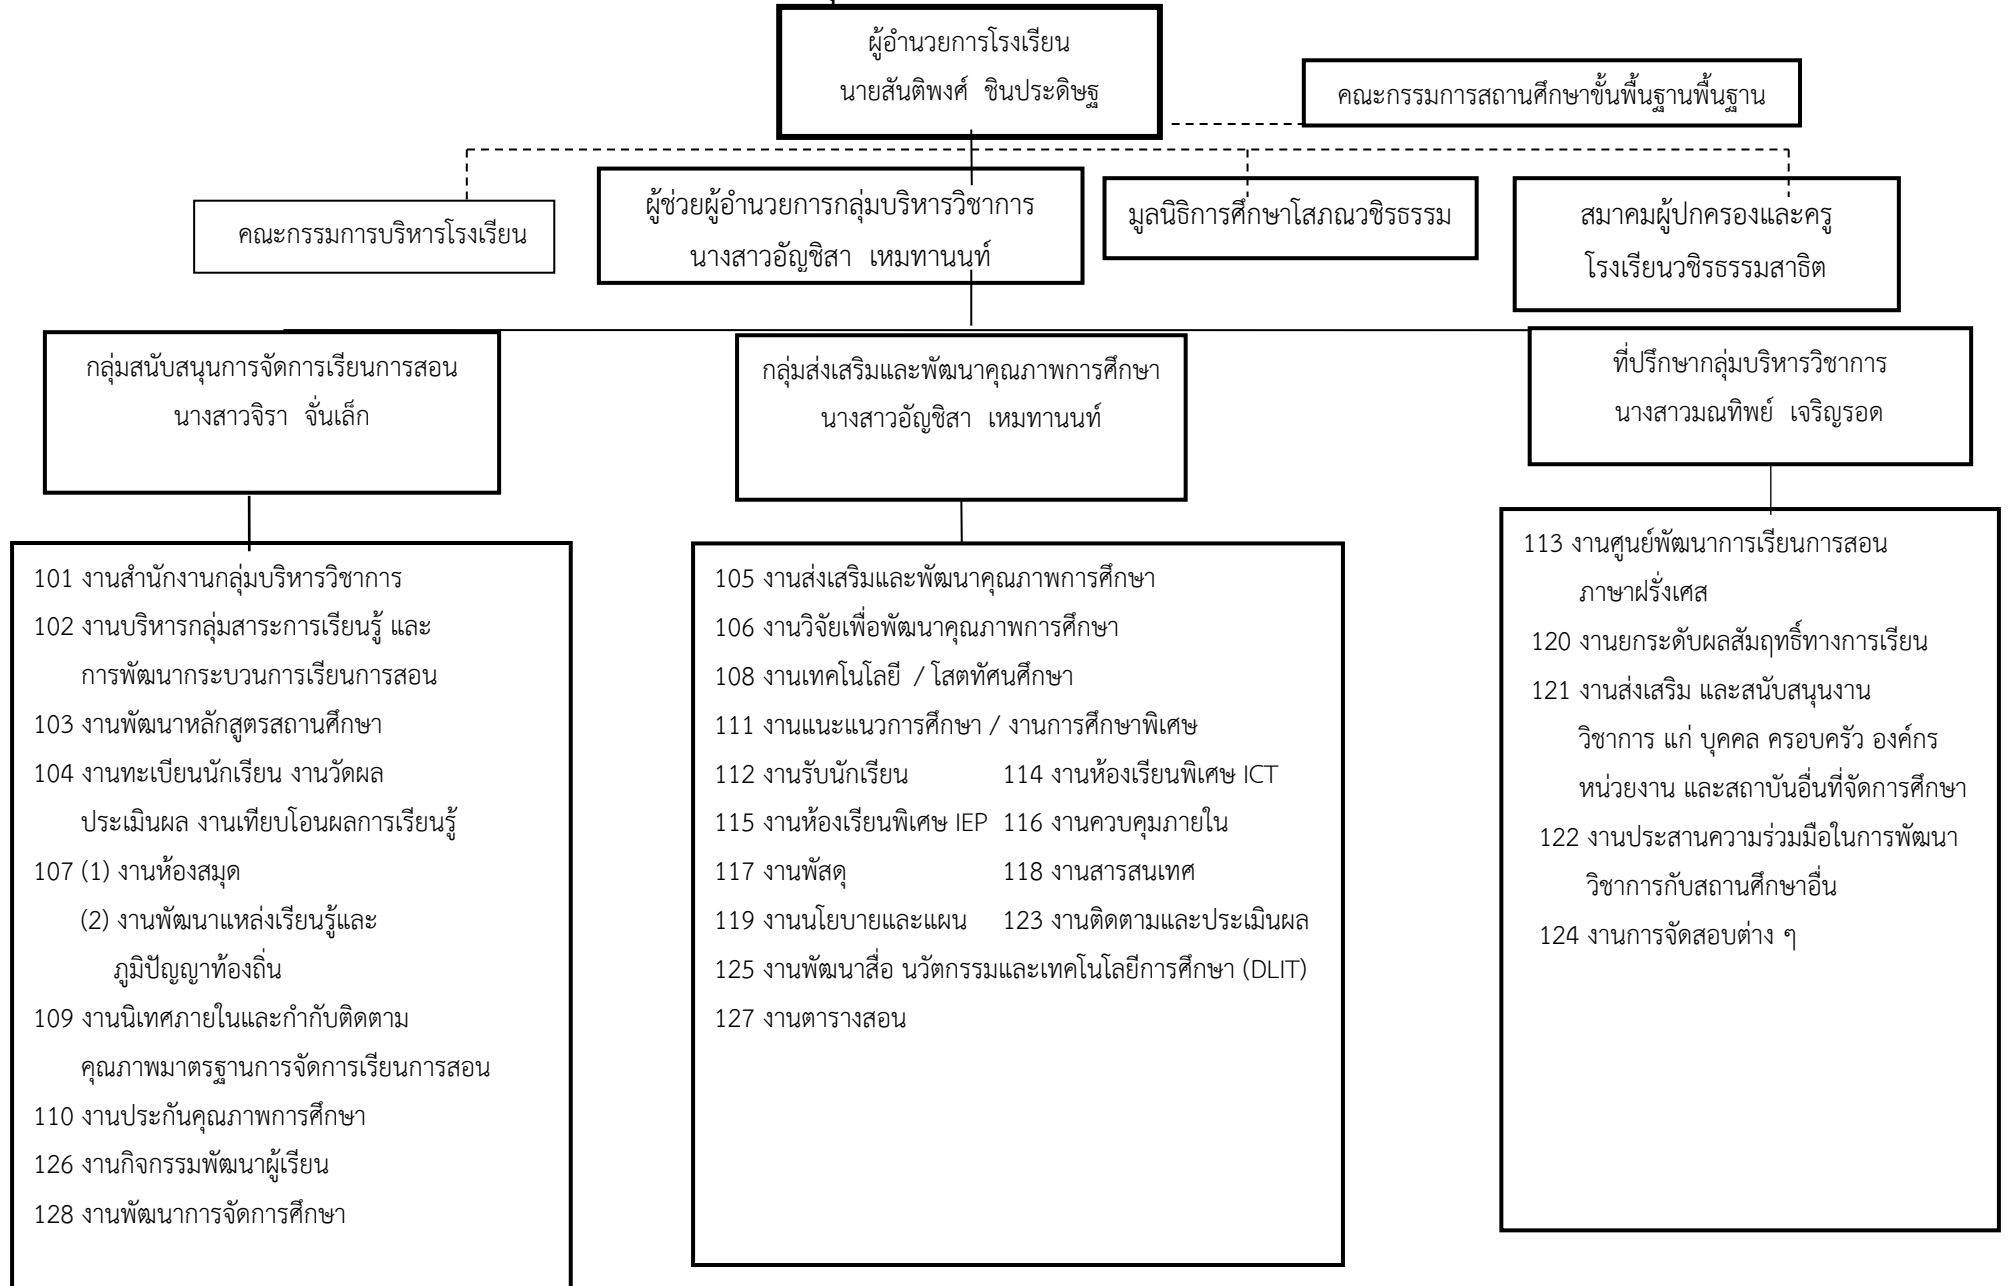 ผู้อำนวยการโรงเรียน
นายสันติพงศ์ ชินประดิษฐ
คณะกรรมการสถานศึกษาขั้นพื้นฐานพื้นฐาน
คณะกรรมการบริหารโรงเรียน
ผู้ช่วยผู้อำนวยการกลุ่มบริหารวิชาการ
นางสาวอัญชิสา เหมทานนท์
มูลนิธิการศึกษาโสภณวชิรธรรม
สมาคมผู้ปกครองและครู
โรงเรียนวชิรธรรมสาธิต
กลุ่มสนับสนุนการจัดการเรียนการสอน
นางสาวจิรา จั่นเล็ก
กลุ่มส่งเสริมและพัฒนาคุณภาพการศึกษา
นางสาวอัญชิสา เหมทานนท์
ที่ปรึกษากลุ่มบริหารวิชาการ
นางสาวมณทิพย์ เจริญรอด
101 งานสำนักงานกลุ่มบริหารวิชาการ
102 งานบริหารกลุ่มสาระการเรียนรู้ และ
การพัฒนากระบวนการเรียนการสอน
103 งานพัฒนาหลักสูตรสถานศึกษา
104 งานทะเบียนนักเรียน งานวัดผล
ประเมินผล งานเทียบโอนผลการเรียนรู้
107 (1) งานห้องสมุด
(2) งานพัฒนาแหล่งเรียนรู้และ
ภูมิปัญญาท้องถิ่น
109 งานนิเทศภายในและกำกับติดตาม
คุณภาพมาตรฐานการจัดการเรียนการสอน
110 งานประกันคุณภาพการศึกษา
126 งานกิจกรรมพัฒนาผู้เรียน
128 งานพัฒนาการจัดการศึกษา
105 งานส่งเสริมและพัฒนาคุณภาพการศึกษา
106 งานวิจัยเพื่อพัฒนาคุณภาพการศึกษา
108 งานเทคโนโลยี / โสตทัศนศึกษา
111 งานแนะแนวการศึกษา / งานการศึกษาพิเศษ
112 งานรับนักเรียน 114 งานห้องเรียนพิเศษ ICT
115 งานห้องเรียนพิเศษ IEP 116 งานควบคุมภายใน
117 งานพัสดุ 118 งานสารสนเทศ
119 งานนโยบายและแผน 123 งานติดตามและประเมินผล
125 งานพัฒนาสื่อ นวัตกรรมและเทคโนโลยีการศึกษา (DLIT)
127 งานตารางสอน
113 งานศูนย์พัฒนาการเรียนการสอน
ภาษาฝรั่งเศส
120 งานยกระดับผลสัมฤทธิ์ทางการเรียน
121 งานส่งเสริม และสนับสนุนงาน
วิชาการ แก่ บุคคล ครอบครัว องค์กร
หน่วยงาน และสถาบันอื่นที่จัดการศึกษา
122 งานประสานความร่วมมือในการพัฒนา
วิชาการกับสถานศึกษาอื่น
124 งานการจัดสอบต่าง ๆ